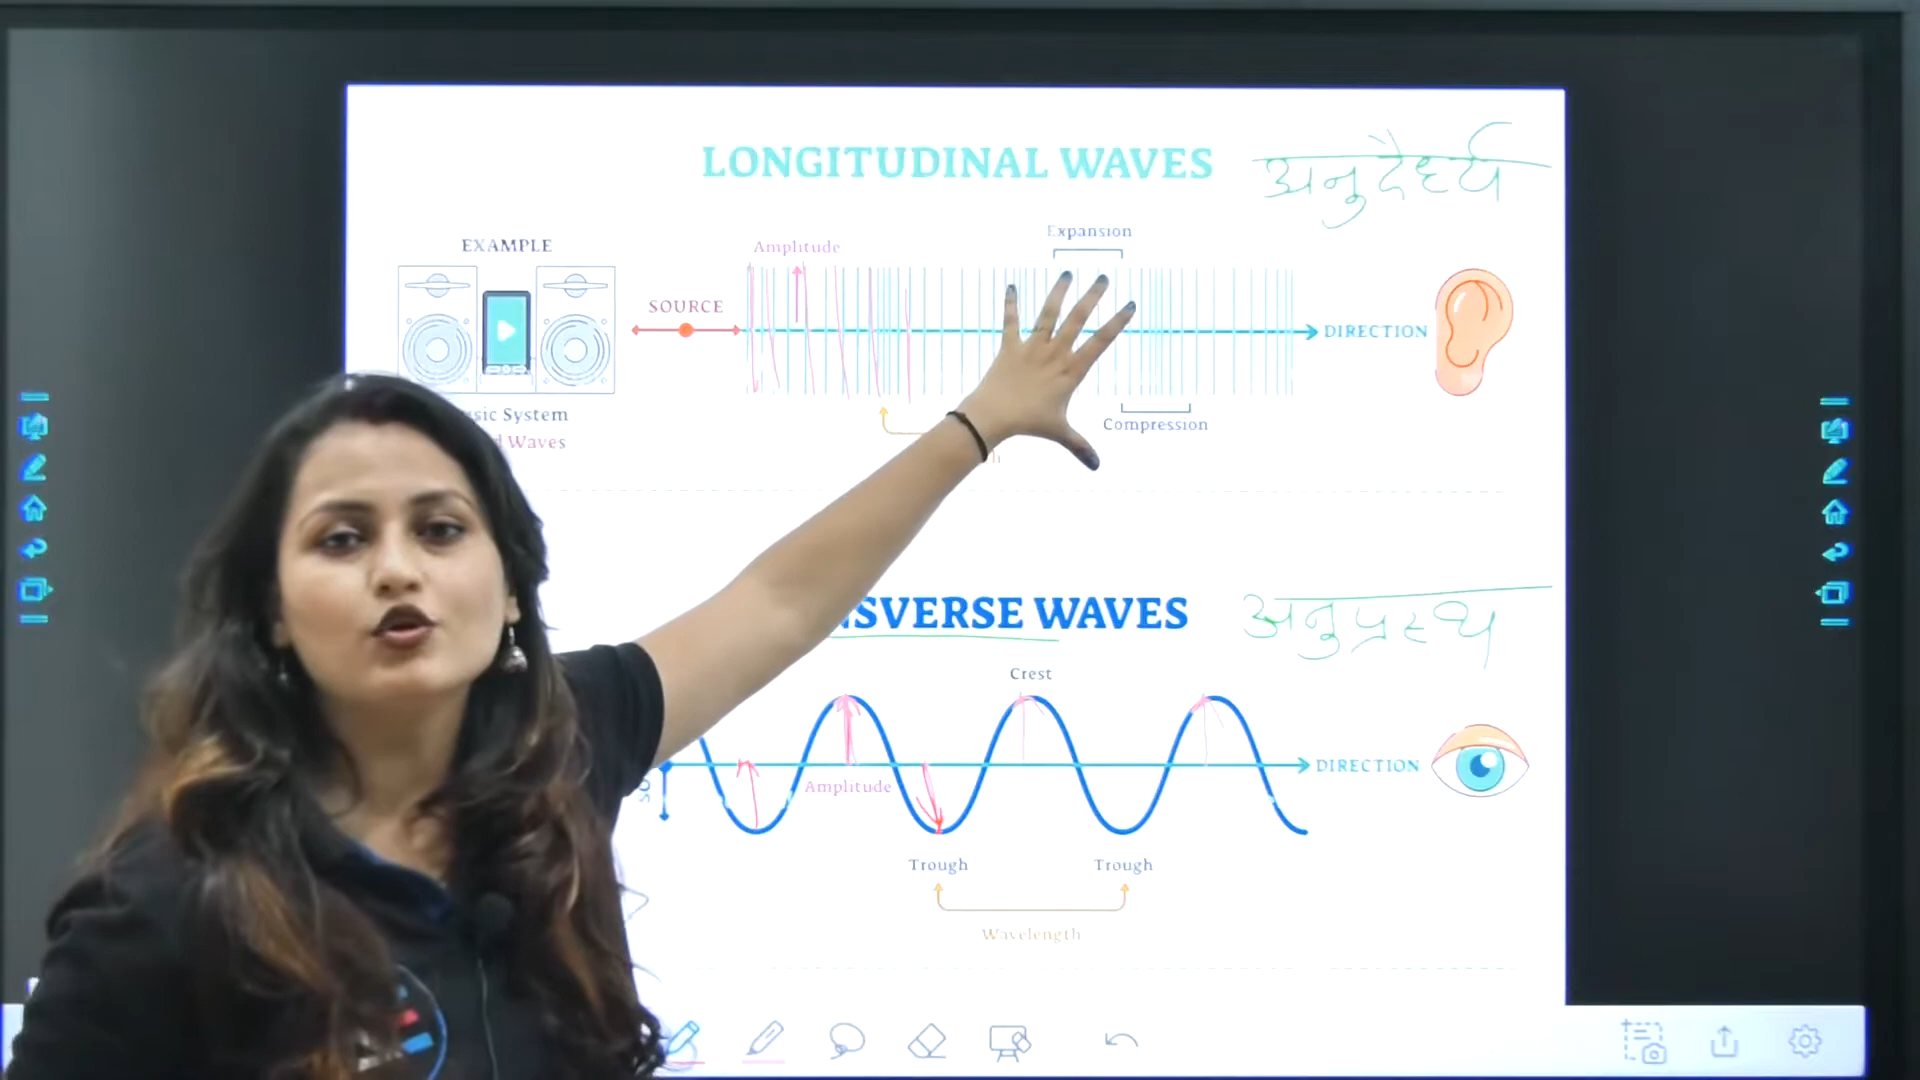 LONGITUDINAL WAVES अनुदैर्ध्य
Expansion
EXAMPLE
Amplitude
SOURCE
DIRECTION
System
Compression
Waves
WAVES अनुप्रस्थ
Crest
DIRECTION
Amplitude
Trough Trough
Wavelength